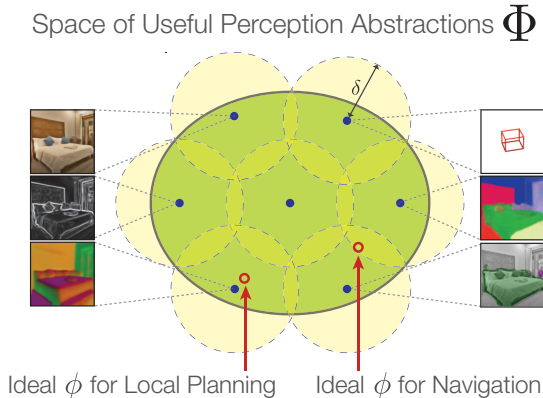 Space of Useful Perception Abstractions Φ
δ
Ideal ϕ for Local Planning
Ideal ϕ for Navigation